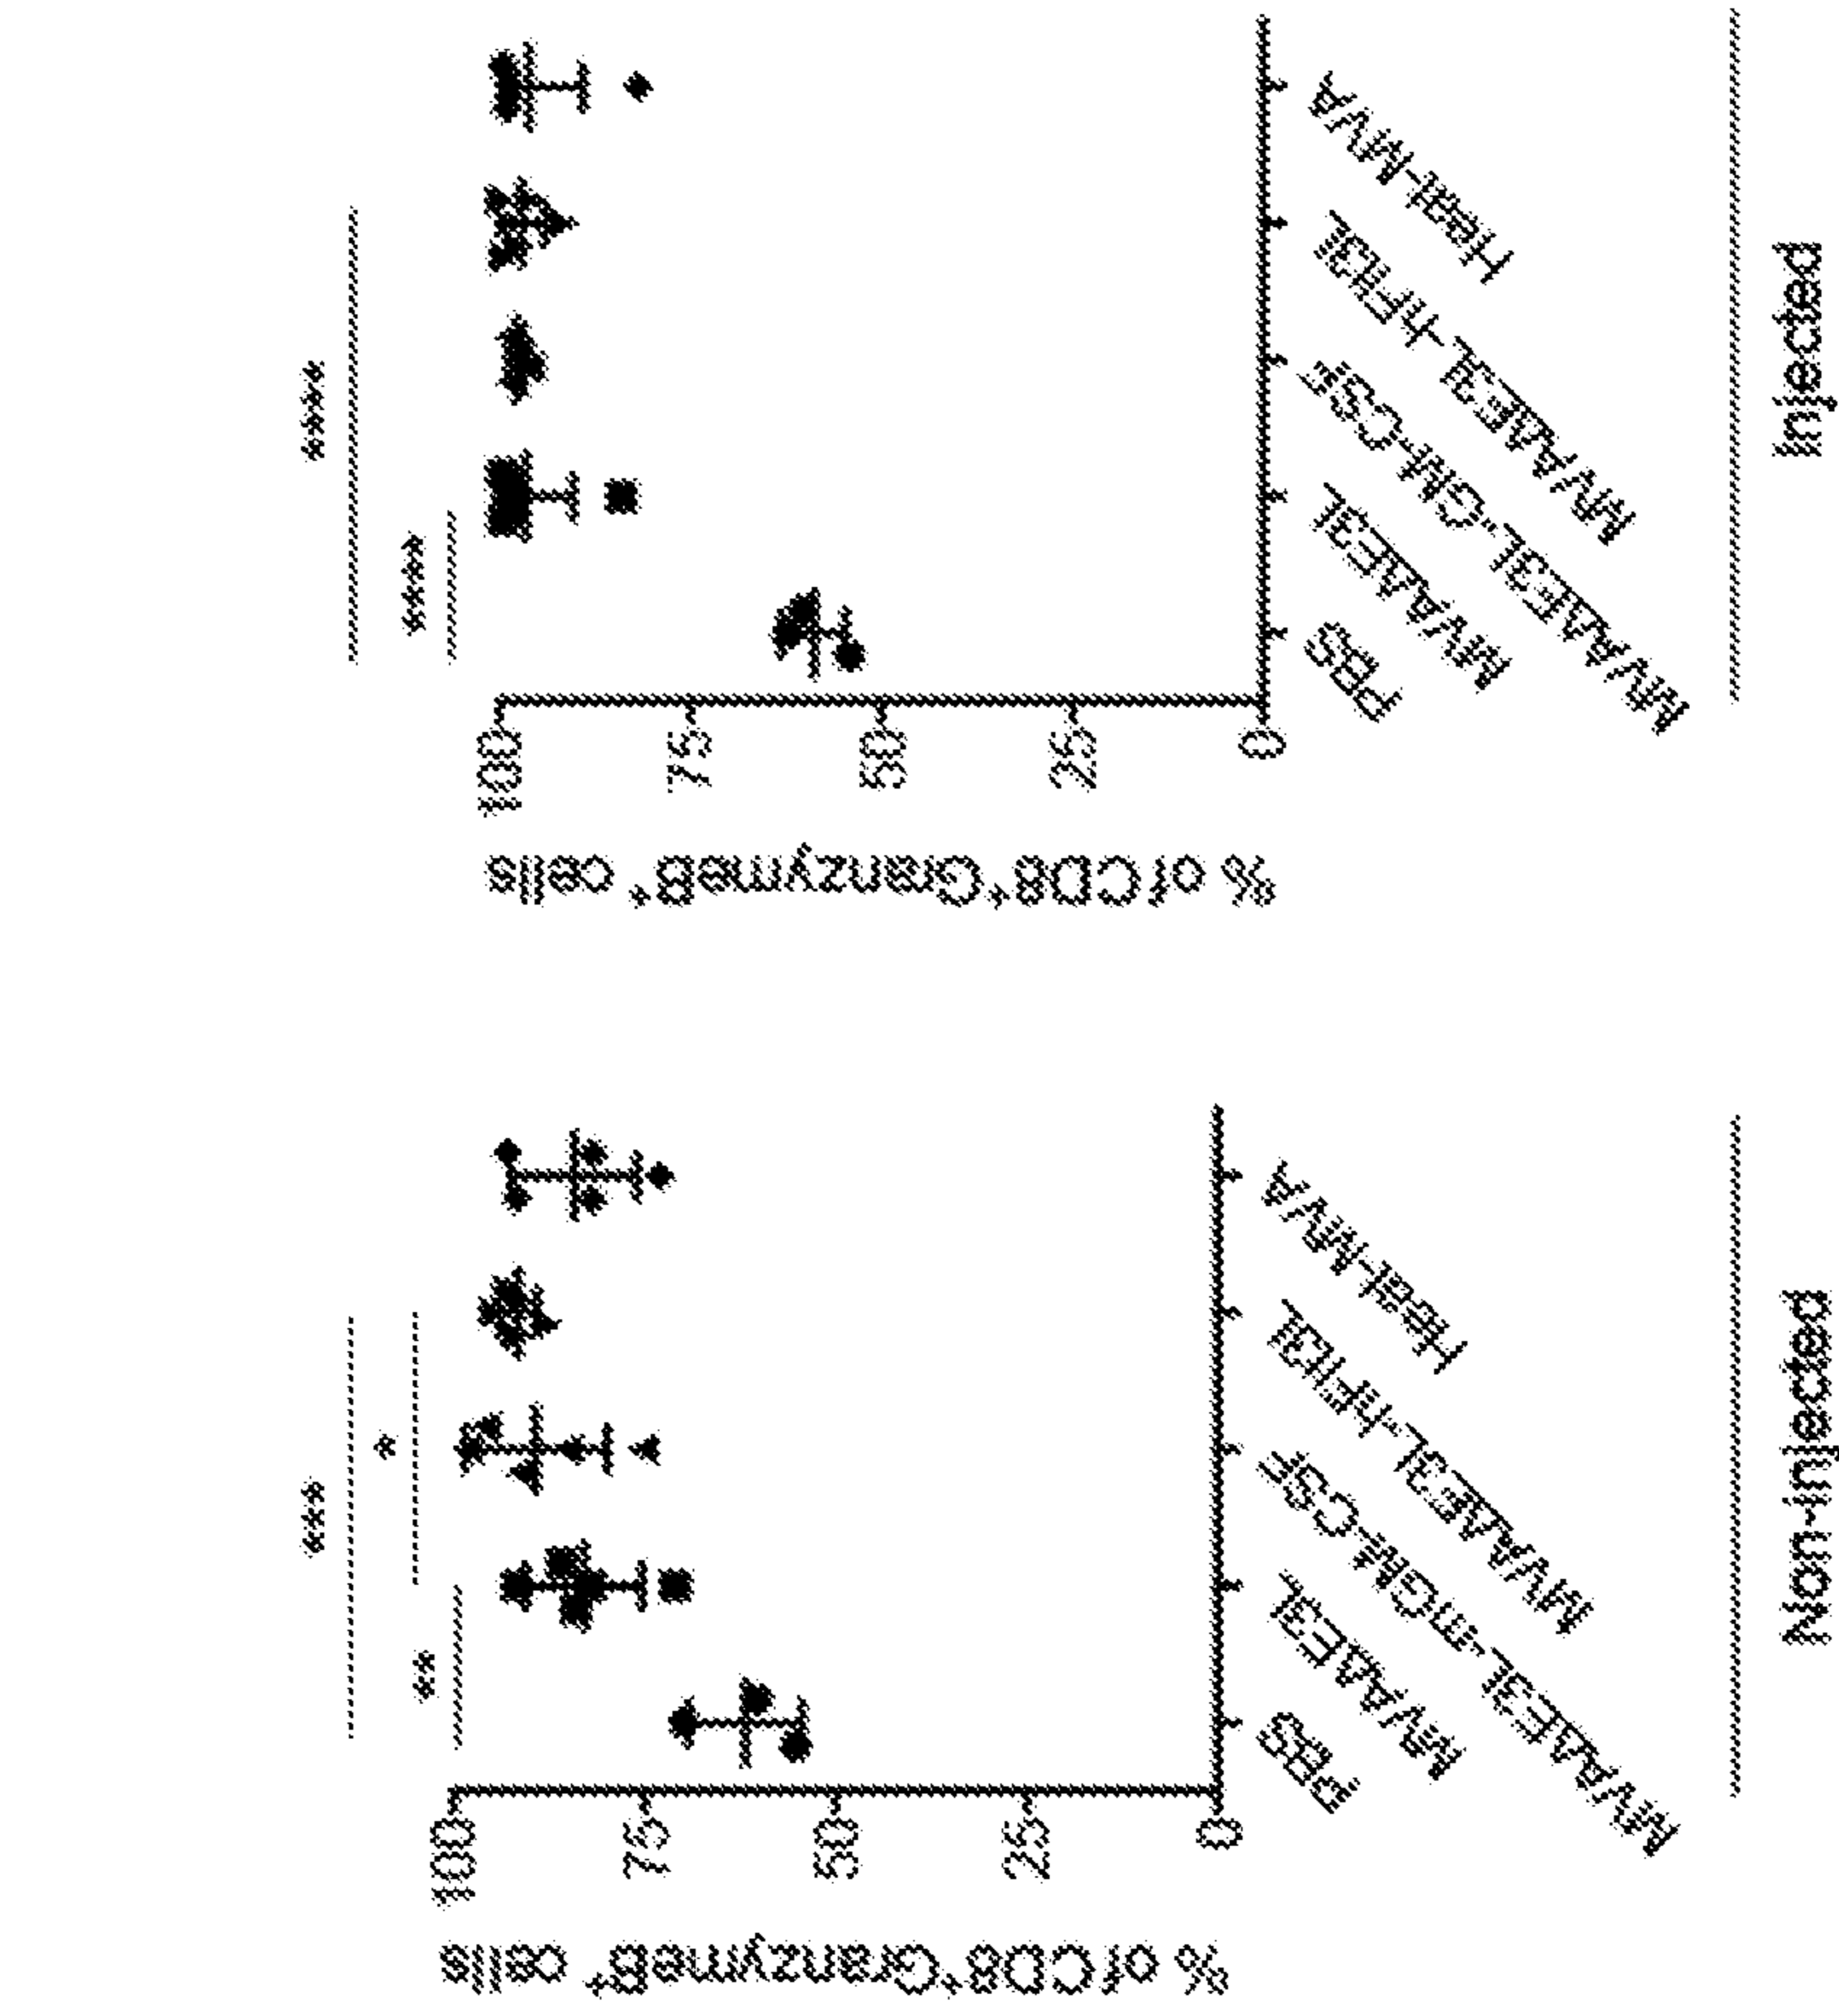 % of CD8⁺GranzymeB⁺ cells
***
*
**
100
75
50
25
0
PBS
MVAΔE3L
MVAΔE3L-mGM-CSF
MVAΔE3L-hFlt3L
Heat-MVA
Non-injected
% of CD8⁺GranzymeB⁺ cells
****
****
100
75
50
25
0
PBS
MVAΔE3L
MVAΔE3L-mGM-CSF
MVAΔE3L-hFlt3L
Heat-MVA
Injected